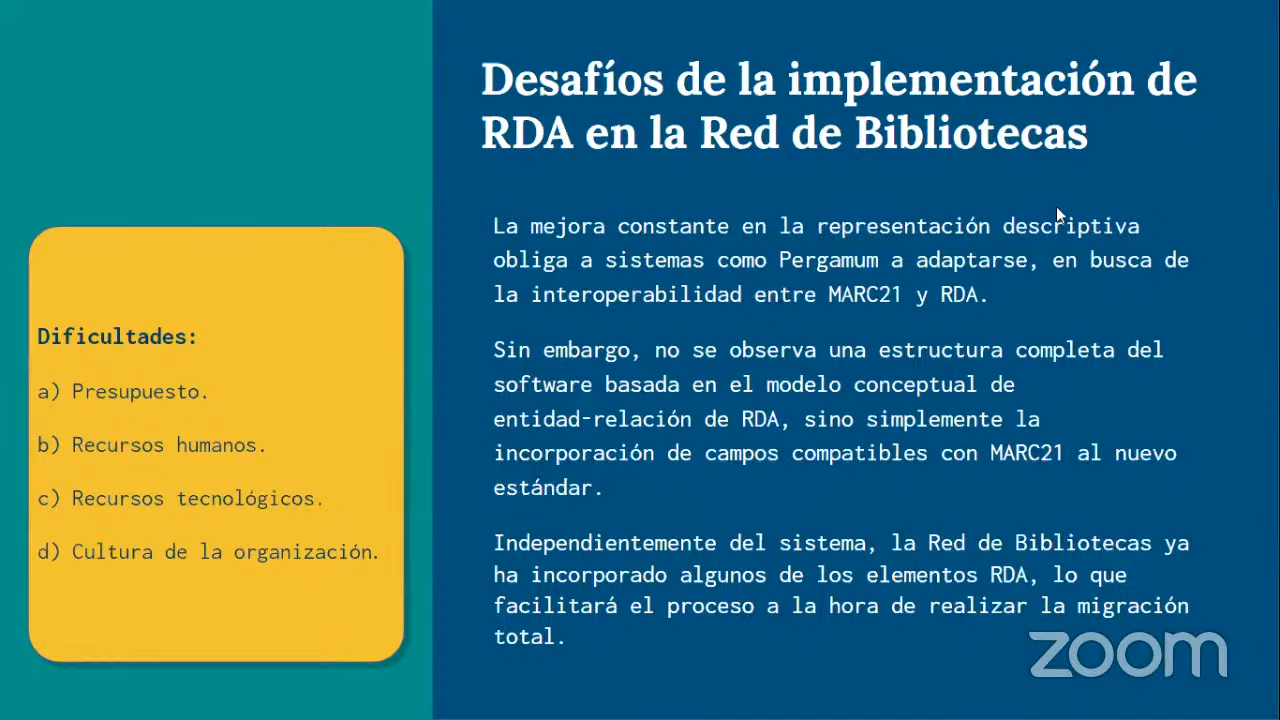 Desafíos de la implementación de
RDA en la Red de Bibliotecas
Dificultades:
a) Presupuesto.
b) Recursos humanos.
c) Recursos tecnológicos.
d) Cultura de la organización.
La mejora constante en la representación descriptiva
obliga a sistemas como Pergamum a adaptarse, en busca de
la interoperabilidad entre MARC21 y RDA.
Sin embargo, no se observa una estructura completa del
software basada en el modelo conceptual de
entidad-relación de RDA, sino simplemente la
incorporación de campos compatibles con MARC21 al nuevo
estándar.
Independientemente del sistema, la Red de Bibliotecas ya
ha incorporado algunos de los elementos RDA, lo que
facilitará el proceso a la hora de realizar la migración
total.
zoom